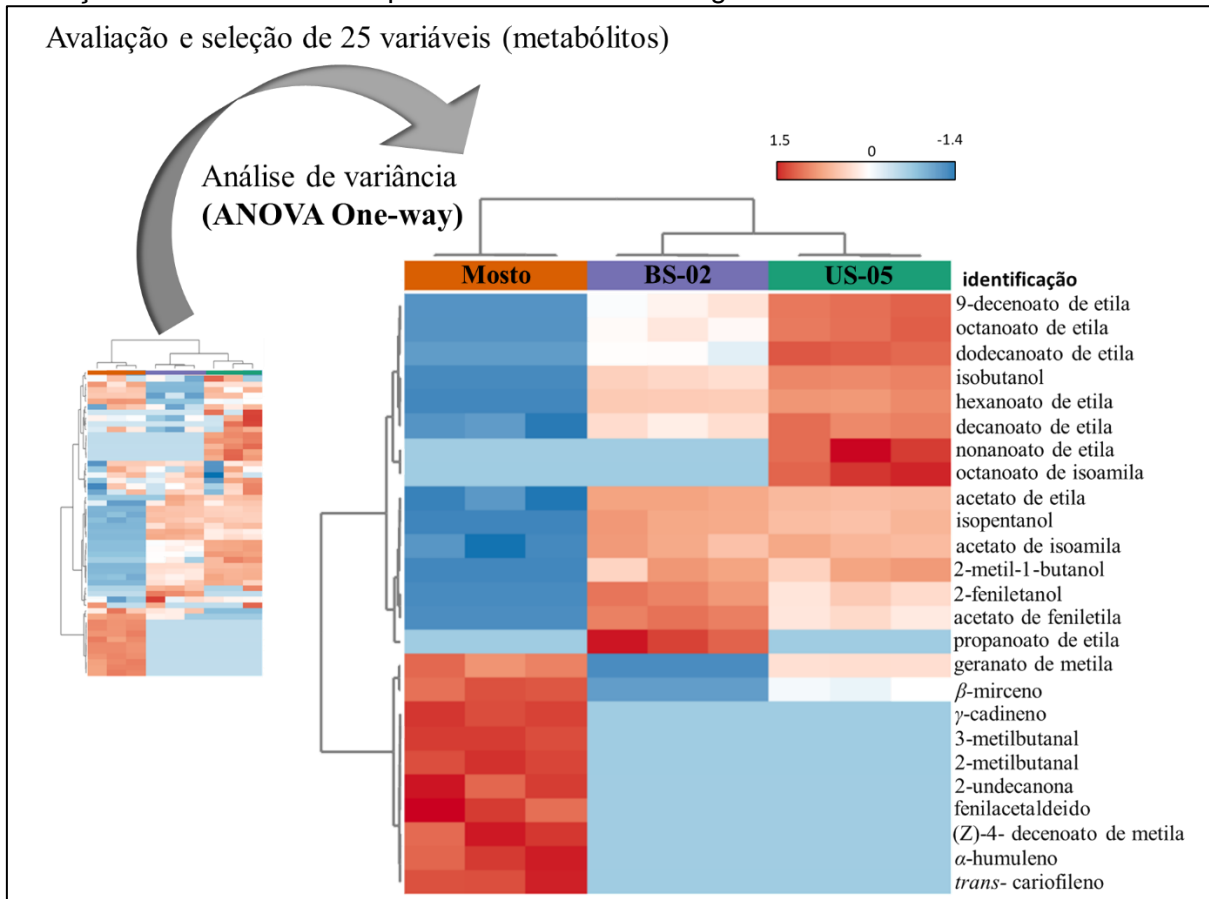 Avaliação e seleção de 25 variáveis (metabólitos)
Análise de variância
(ANOVA One-way)
1.5 0 -1.4
Mosto BS-02 US-05 identificação
9-decenoato de etila
octanoato de etila
dodecanoato de etila
isobutanol
hexanoato de etila
decanoato de etila
nonanoato de etila
octanoato de isoamila
acetato de etila
isopentanol
acetato de isoamila
2-metil-1-butanol
2-feniletanol
acetato de feniletila
propanoato de etila
geranato de metila
β-mirceno
γ-cadineno
3-metilbutanal
2-metilbutanal
2-undecanona
fenilacetaldeido
(Z)-4- decenoato de metila
α-humuleno
trans- cariofileno